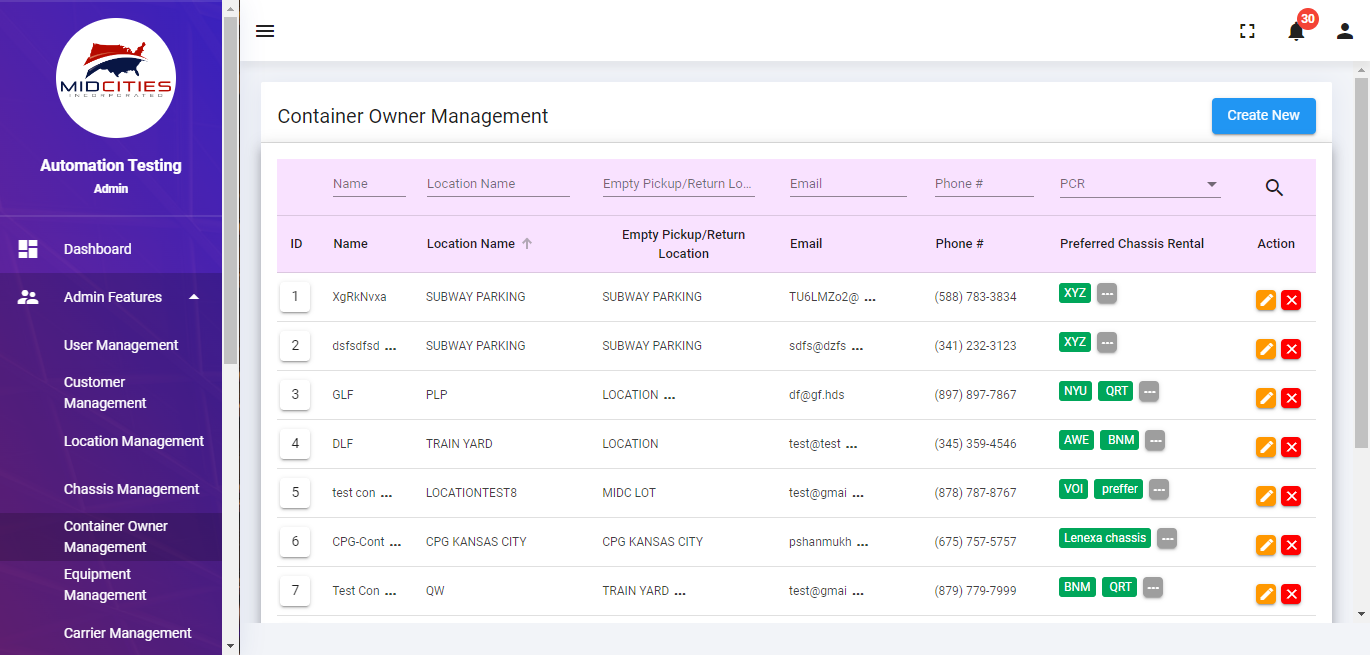 MIDCITIES
INCORPORATED
Automation Testing
Admin
Dashboard
Admin Features
User Management
Customer
Management
Location Management
Chassis Management
Container Owner
Management
Equipment
Management
Carrier Management
30
Container Owner Management
Create New
Name Location Name Empty Pickup/Return Lo... Email Phone # PCR
ID Name Location Name Empty Pickup/Return Location Email Phone # Preferred Chassis Rental Action
1 XgRkNvxa SUBWAY PARKING SUBWAY PARKING TU6LMZo2@ ... (588) 783-3834 XYZ ---
2 dsfsdfsd ... SUBWAY PARKING SUBWAY PARKING sdfs@dzfs ... (341) 232-3123 XYZ ---
3 GLF PLP LOCATION ... df@gf.hds (897) 897-7867 NYU QRT ---
4 DLF TRAIN YARD LOCATION test@test ... (345) 359-4546 AWE BNM ---
5 test con ... LOCATIONTEST8 MIDC LOT test@gmai ... (878) 787-8767 VOI preffer ---
6 CPG-Cont ... CPG KANSAS CITY CPG KANSAS CITY pshanmukh ... (675) 757-5757 Lenexa chassis ---
7 Test Con ... QW TRAIN YARD ... test@gmai ... (879) 779-7999 BNM QRT ---